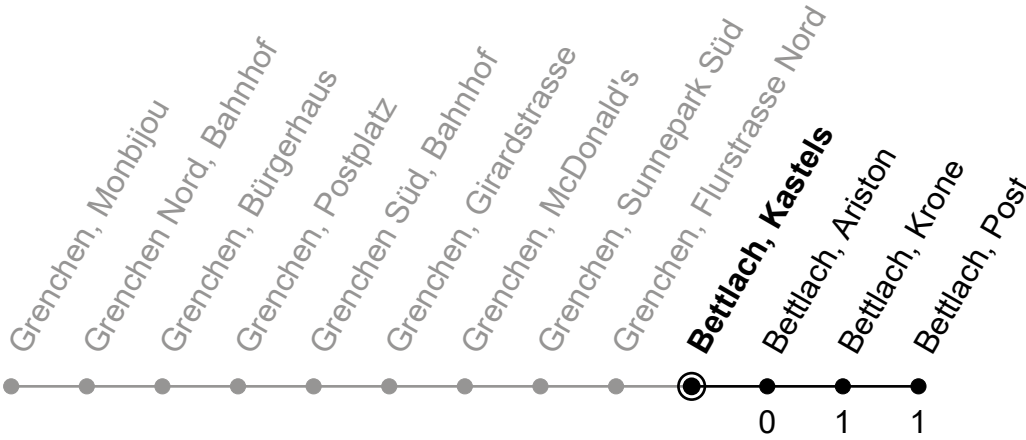 Grenchen, Monbijou
Grenchen Nord, Bahnhof
Grenchen, Bürgerhaus
Grenchen, Postplatz
Grenchen Süd, Bahnhof
Grenchen, Girardstrasse
Grenchen, McDonald's
Grenchen, Sunnepark Süd
Grenchen, Flurstrasse Nord
Bettlach, Kastels
Bettlach, Ariston
Bettlach, Krone
Bettlach, Post
0 1 1